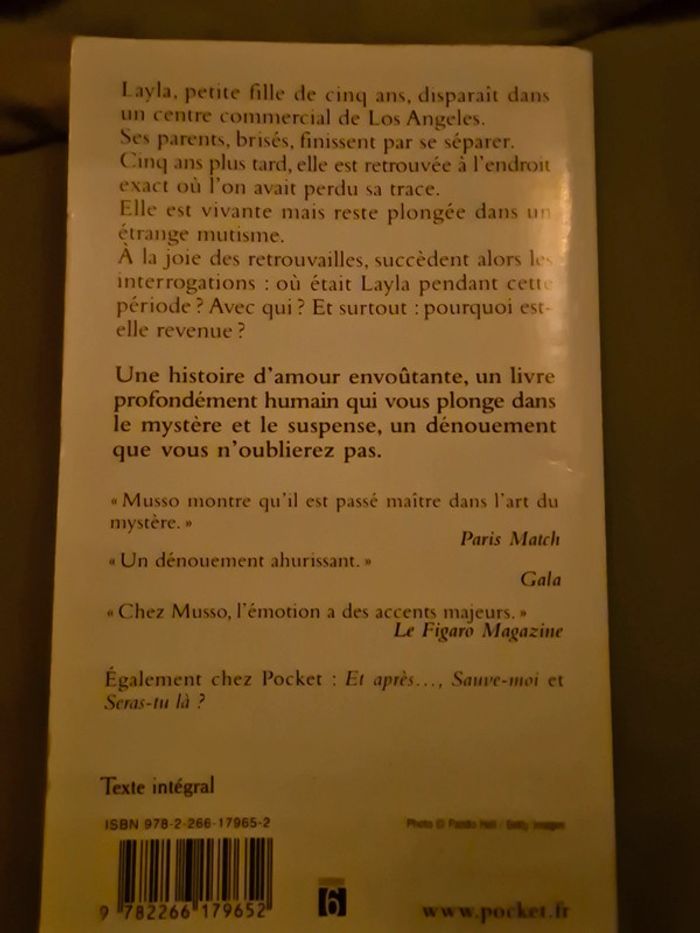 Layla, petite fille de cinq ans, disparaît dans
un centre commercial de Los Angeles.
Ses parents, brisés, finissent par se séparer.
Cinq ans plus tard, elle est retrouvée à l'endroit
exact où l'on avait perdu sa trace.
Elle est vivante mais reste plongée dans un
étrange mutisme.
À la joie des retrouvailles, succèdent alors les
interrogations : où était Layla pendant cette
période ? Avec qui ? Et surtout : pourquoi est-
elle revenue ?
Une histoire d'amour envoûtante, un livre
profondément humain qui vous plonge dans
le mystère et le suspense, un dénouement
que vous n'oublierez pas.
« Musso montre qu'il est passé maître dans l'art du
mystère. »
Paris Match
« Un dénouement ahurissant. »
Gala
« Chez Musso, l'émotion a des accents majeurs. »
Le Figaro Magazine
Également chez Pocket : Et après..., Sauve-moi et
Seras-tu là ?
Texte intégral
ISBN 978-2-266-17965-2
Photo © / Getty Images
9 782266 179652
6
www.pocket.fr